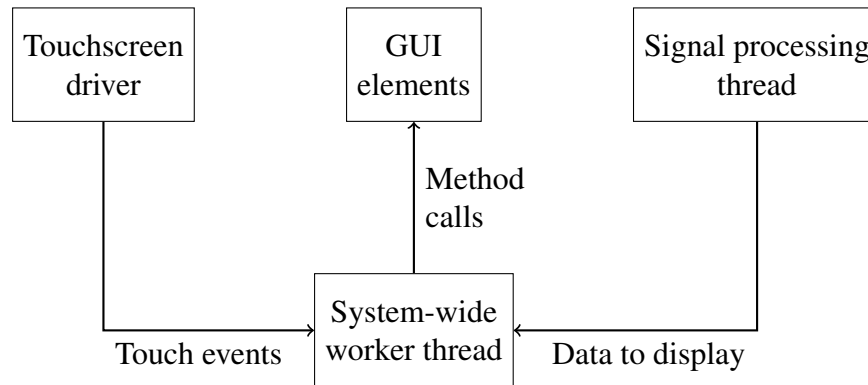 Touchscreen
driver
GUI
elements
Signal processing
thread
Method
calls
System-wide
worker thread
Touch events
Data to display